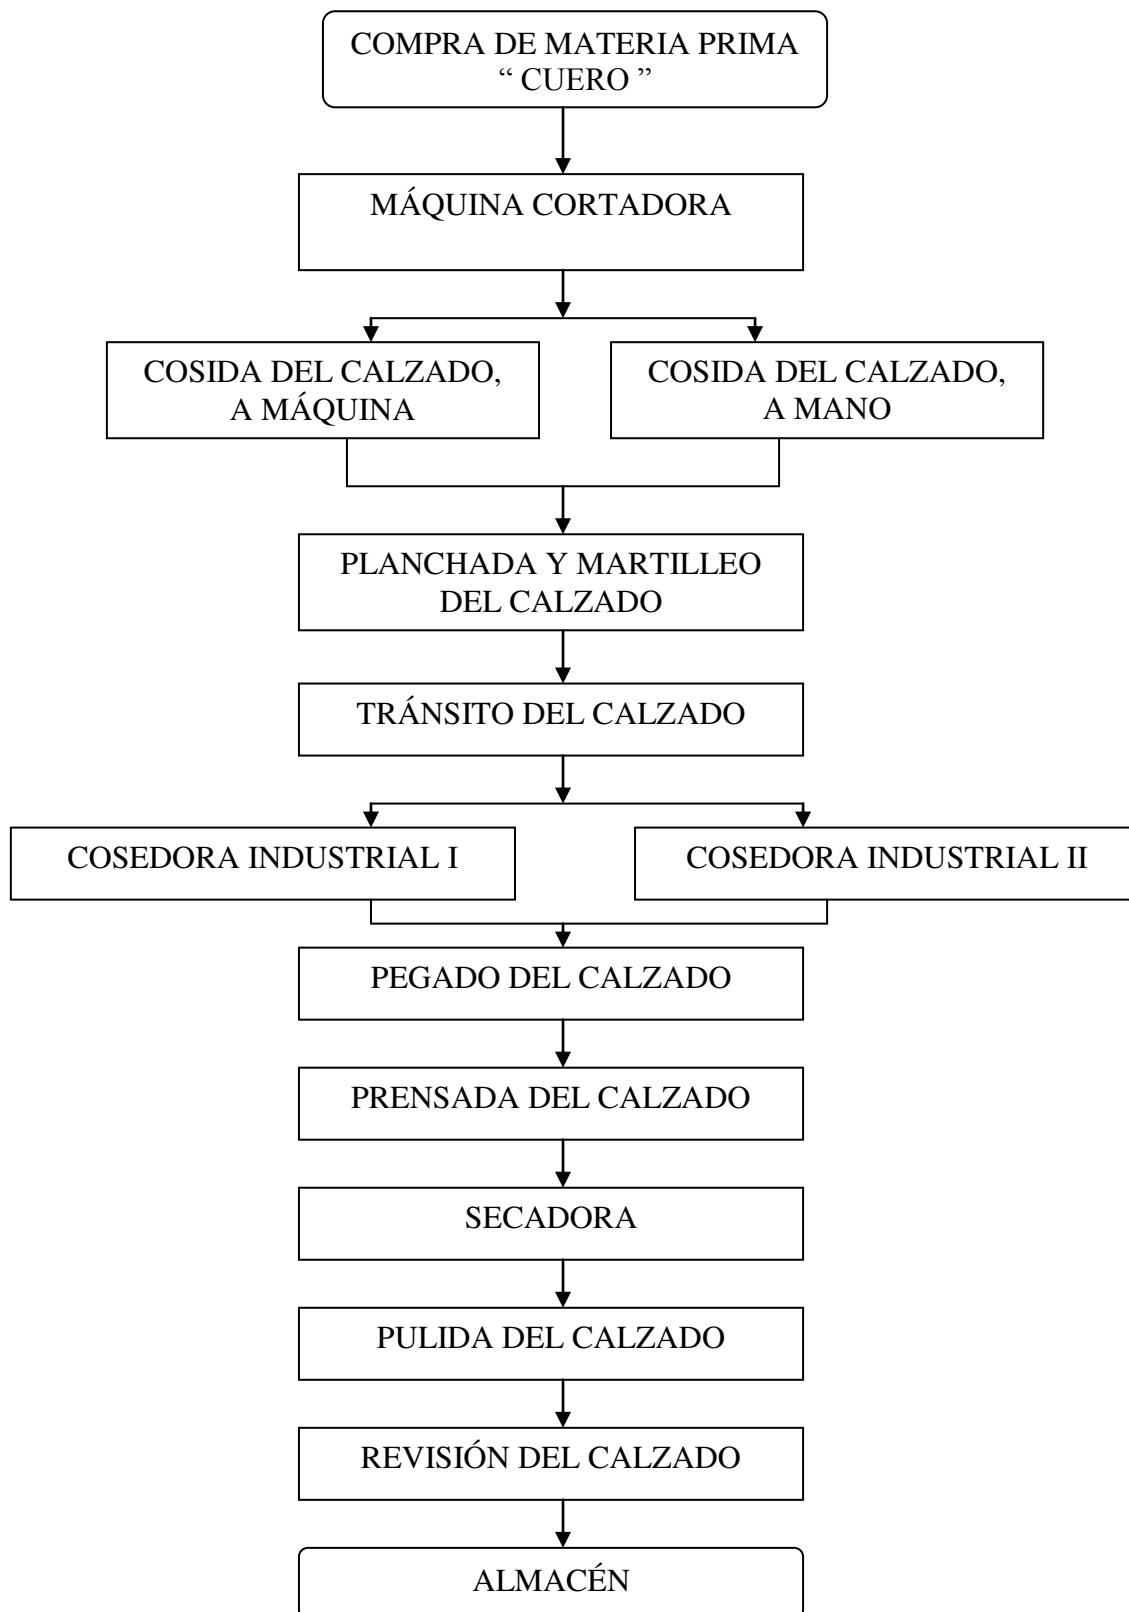 COMPRA DE MATERIA PRIMA
“ CUERO ”
MÁQUINA CORTADORA
COSIDA DEL CALZADO,
A MÁQUINA
COSIDA DEL CALZADO,
A MANO
PLANCHADA Y MARTILLEO
DEL CALZADO
TRÁNSITO DEL CALZADO
COSEDORA INDUSTRIAL I
COSEDORA INDUSTRIAL II
PEGADO DEL CALZADO
PRENSADA DEL CALZADO
SECADORA
PULIDA DEL CALZADO
REVISIÓN DEL CALZADO
ALMACÉN